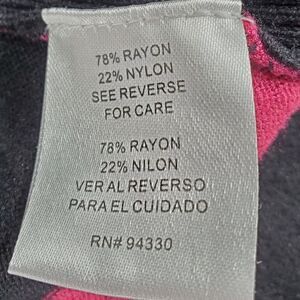 78% RAYON
22% NYLON
SEE REVERSE
FOR CARE
78% RAYON
22% NILON
VER AL REVERSO
PARA EL CUIDADO
RN# 94330